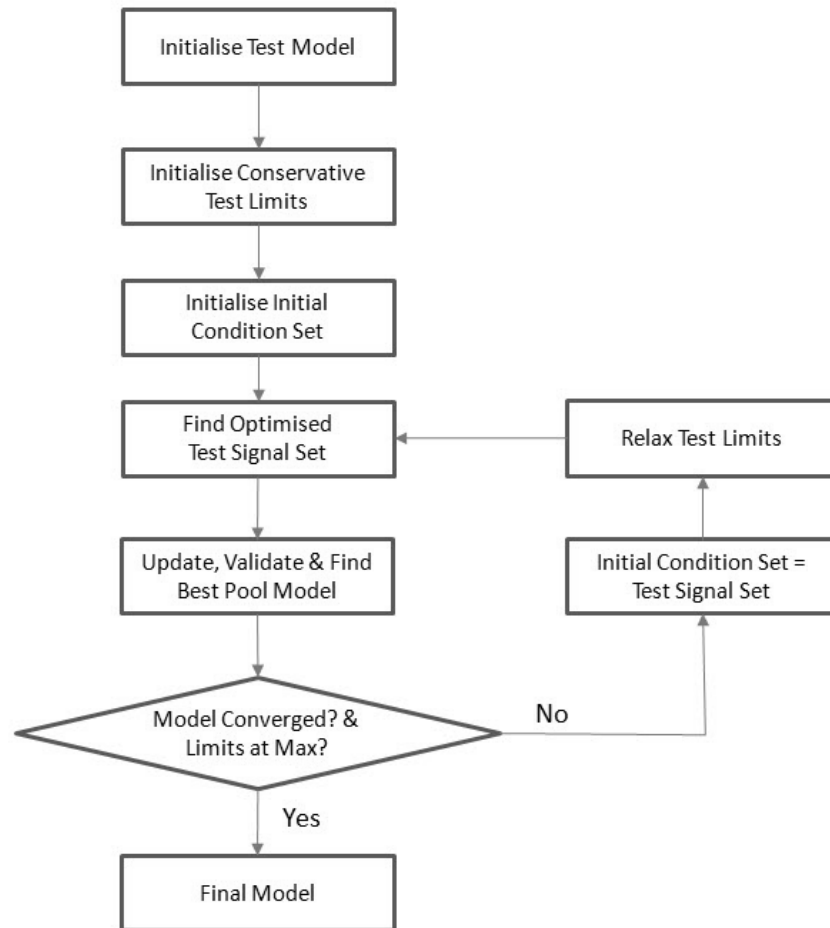 Initialise Test Model
Initialise Conservative
Test Limits
Initialise Initial
Condition Set
Find Optimised
Test Signal Set
Relax Test Limits
Update, Validate & Find
Best Pool Model
Initial Condition Set =
Test Signal Set
Model Converged? &
Limits at Max?
No
Yes
Final Model